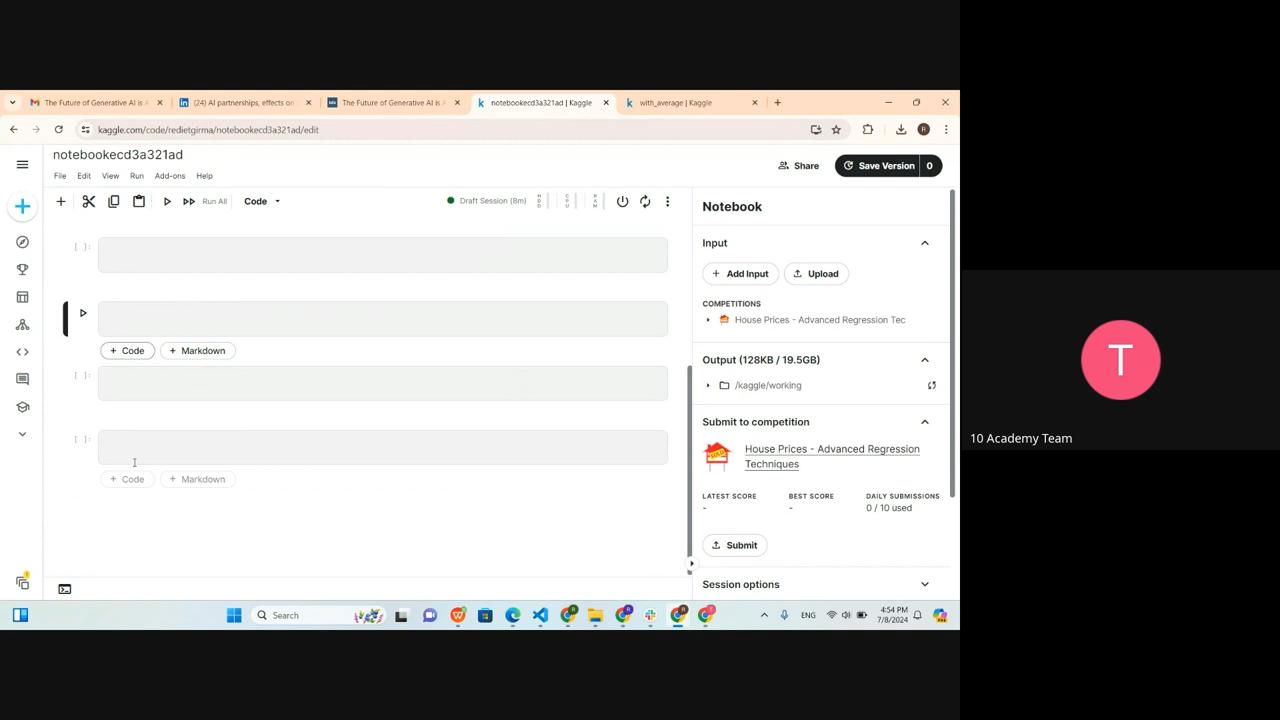 The Future of Generative AI is A
(24) AI partnerships, effects on
The Future of Generative AI is A
notebookecd3a321ad | Kaggle
with_average | Kaggle
kaggle.com/code/redietgirma/notebookecd3a321ad/edit
R
notebookecd3a321ad
Share
Save Version
0
File
Edit
View
Run
Add-ons
Help
Run All
Code
Draft Session (8m)
HDD
CPU
RAM
Notebook
Input
+ Add Input
Upload
COMPETITIONS
House Prices - Advanced Regression Tec
Output (128KB / 19.5GB)
/kaggle/working
Submit to competition
House Prices - Advanced Regression
Techniques
LATEST SCORE
BEST SCORE
DAILY SUBMISSIONS
-
-
0 / 10 used
Submit
Session options
[ ]:
+ Code
+ Markdown
[ ]:
[ ]:
+ Code
+ Markdown
Search
ENG
4:54 PM
7/8/2024
T
10 Academy Team